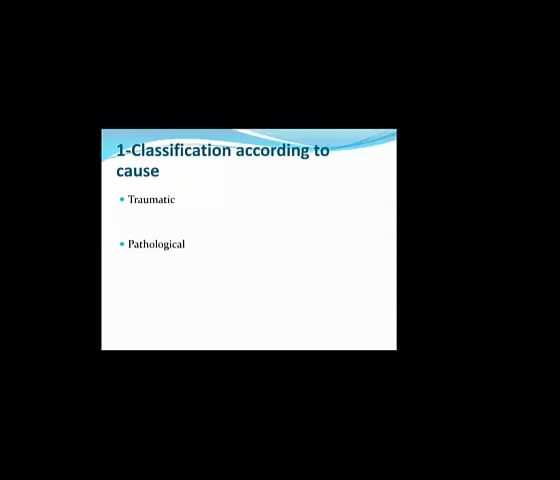 1-Classification according to
cause
• Traumatic
• Pathological